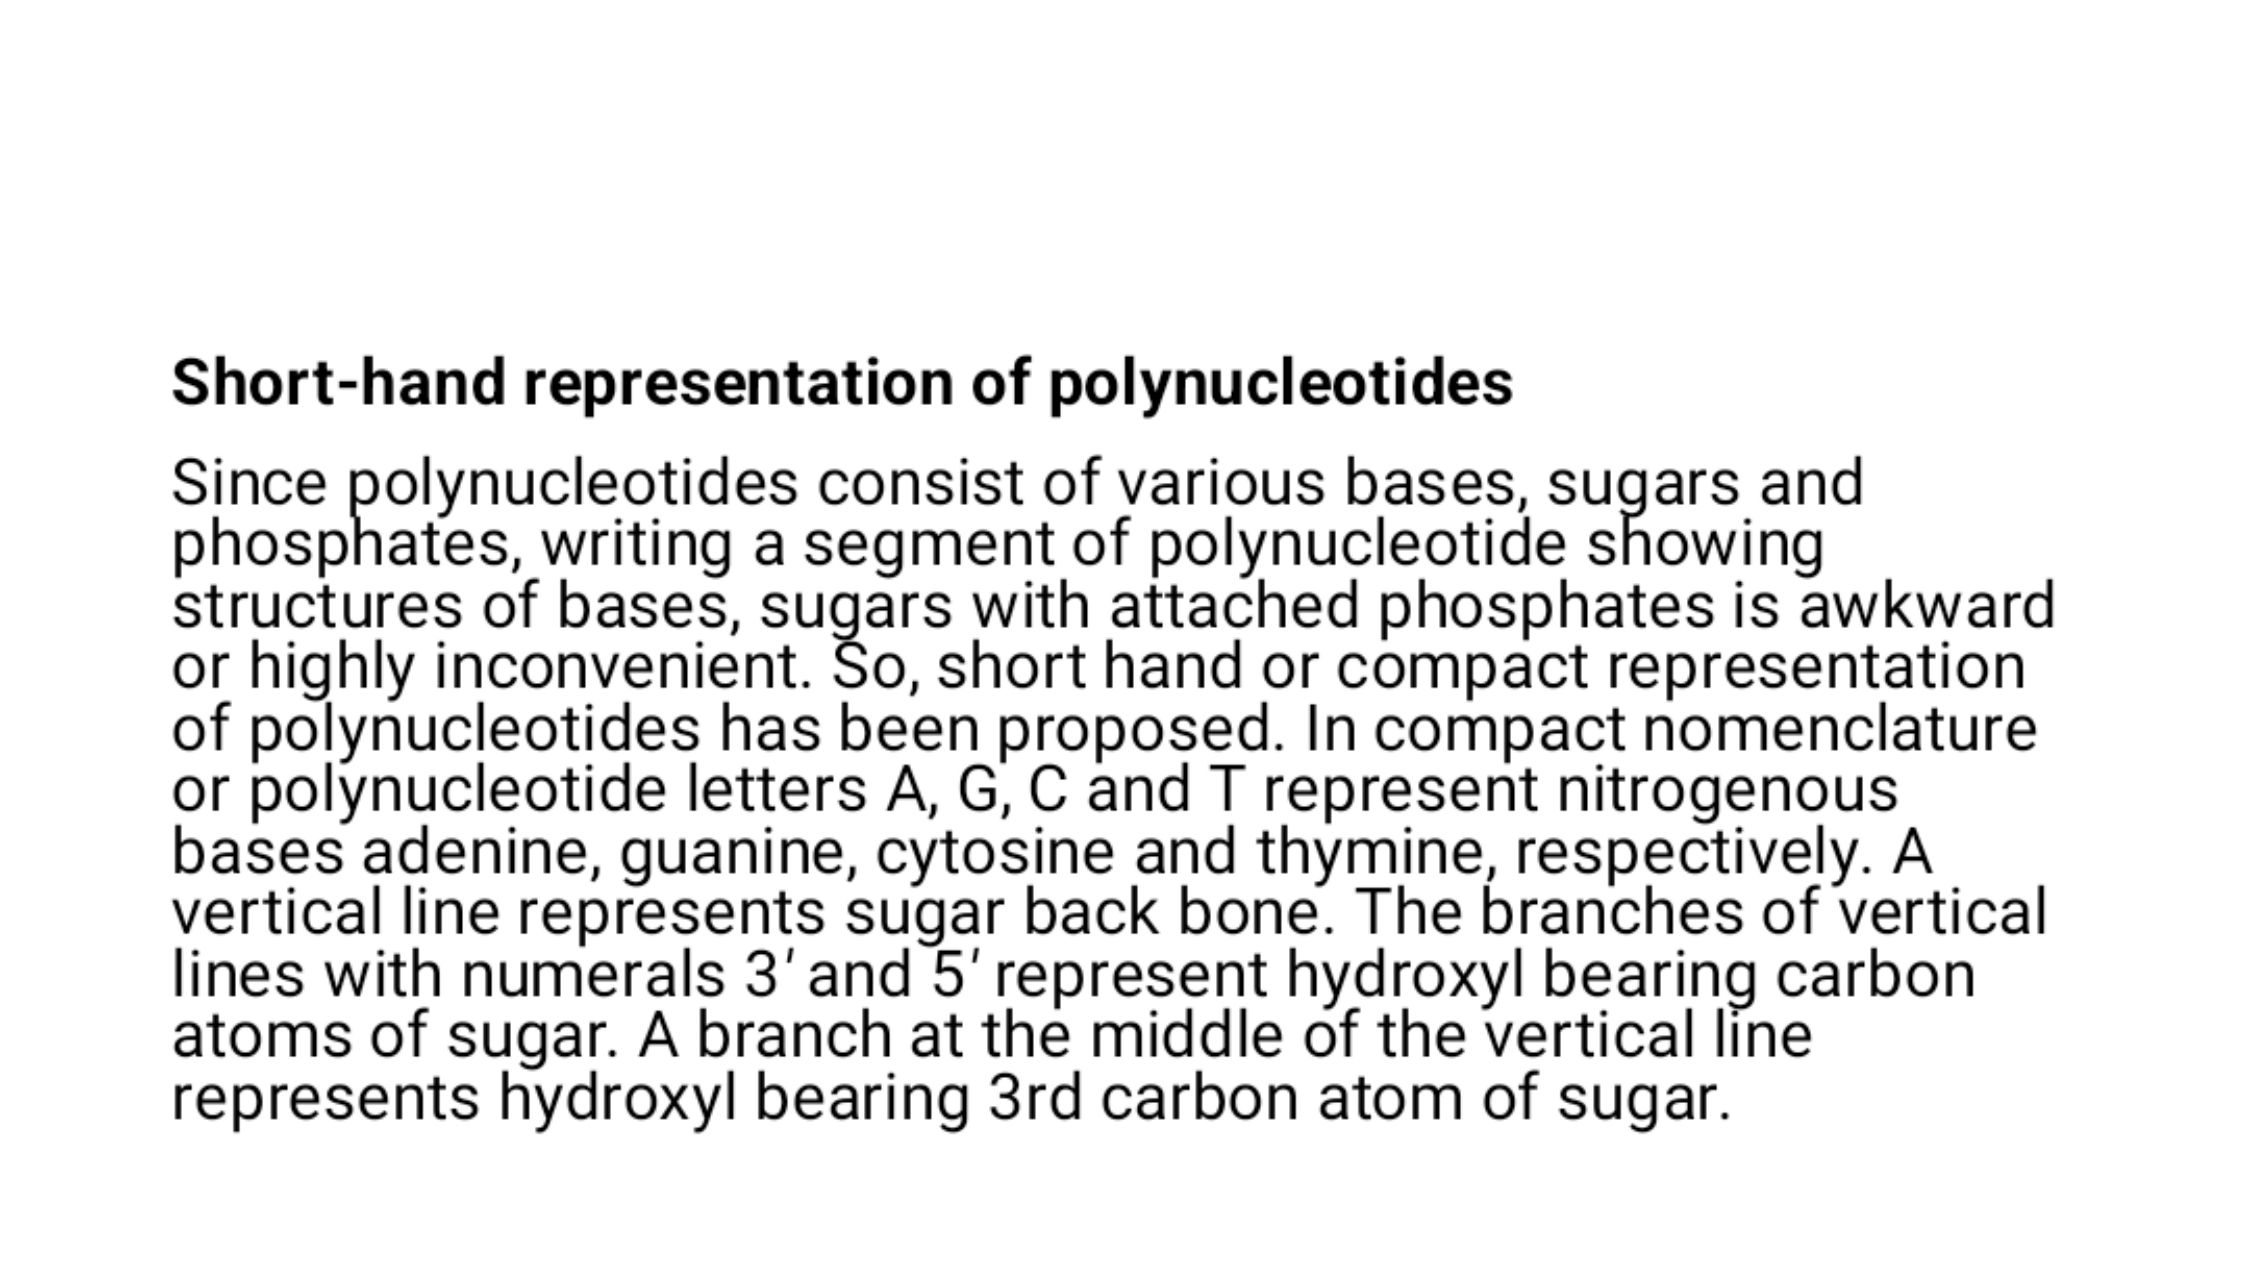 Short-hand representation of polynucleotides
Since polynucleotides consist of various bases, sugars and
phosphates, writing a segment of polynucleotide showing
structures of bases, sugars with attached phosphates is awkward
or highly inconvenient. So, short hand or compact representation
of polynucleotides has been proposed. In compact nomenclature
or polynucleotide letters A, G, C and T represent nitrogenous
bases adenine, guanine, cytosine and thymine, respectively. A
vertical line represents sugar back bone. The branches of vertical
lines with numerals 3′ and 5′ represent hydroxyl bearing carbon
atoms of sugar. A branch at the middle of the vertical line
represents hydroxyl bearing 3rd carbon atom of sugar.